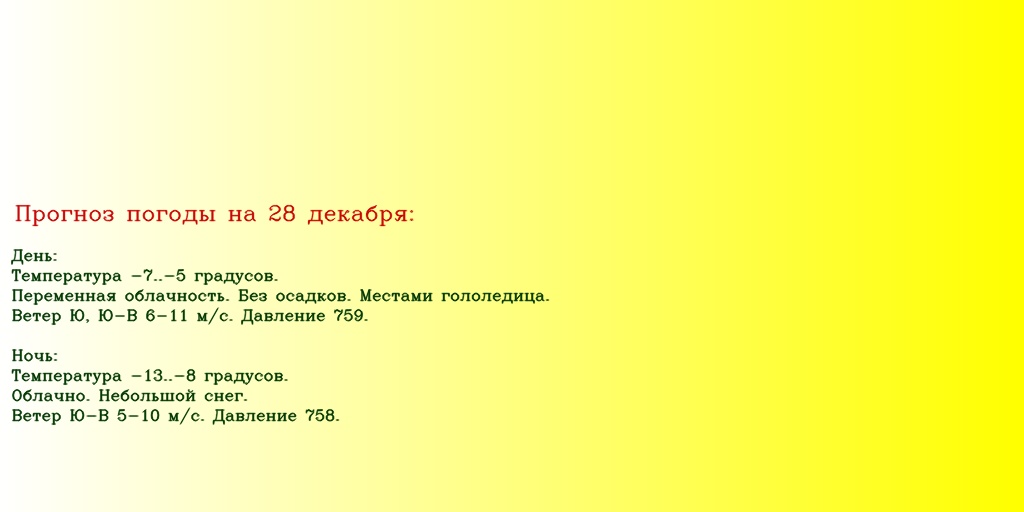 Прогноз погоды на 28 декабря:
День:
Температура -7..-5 градусов.
Переменная облачность. Без осадков. Местами гололедица.
Ветер Ю, Ю-В 6-11 м/с. Давление 759.
Ночь:
Температура -13..-8 градусов.
Облачно. Небольшой снег.
Ветер Ю-В 5-10 м/с. Давление 758.